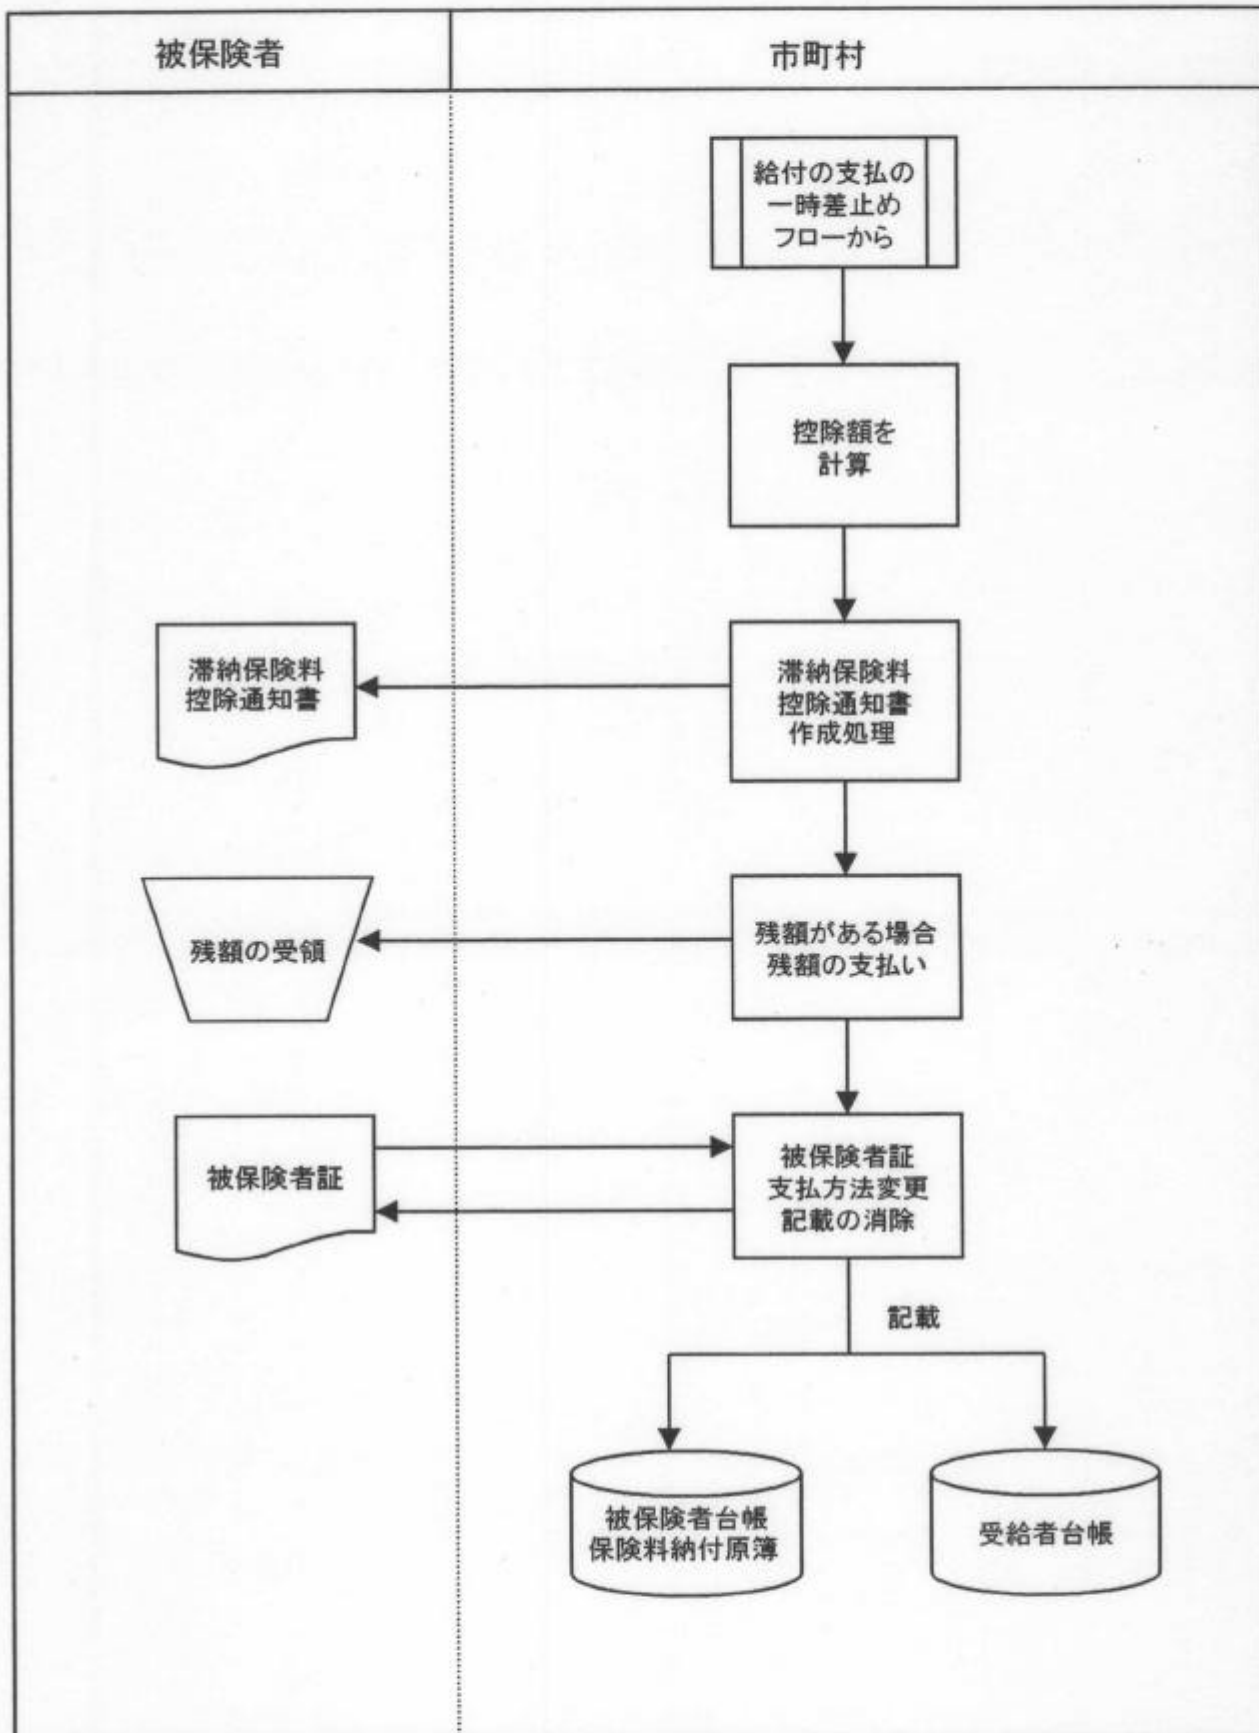 被保険者
市町村
給付の支払の
一時差止め
フローから
控除額を
計算
滞納保険料
控除通知書
滞納保険料
控除通知書
作成処理
残額の受領
残額がある場合
残額の支払い
被保険者証
被保険者証
支払方法変更
記載の消除
記載
被保険者台帳
保険料納付原簿
受給者台帳